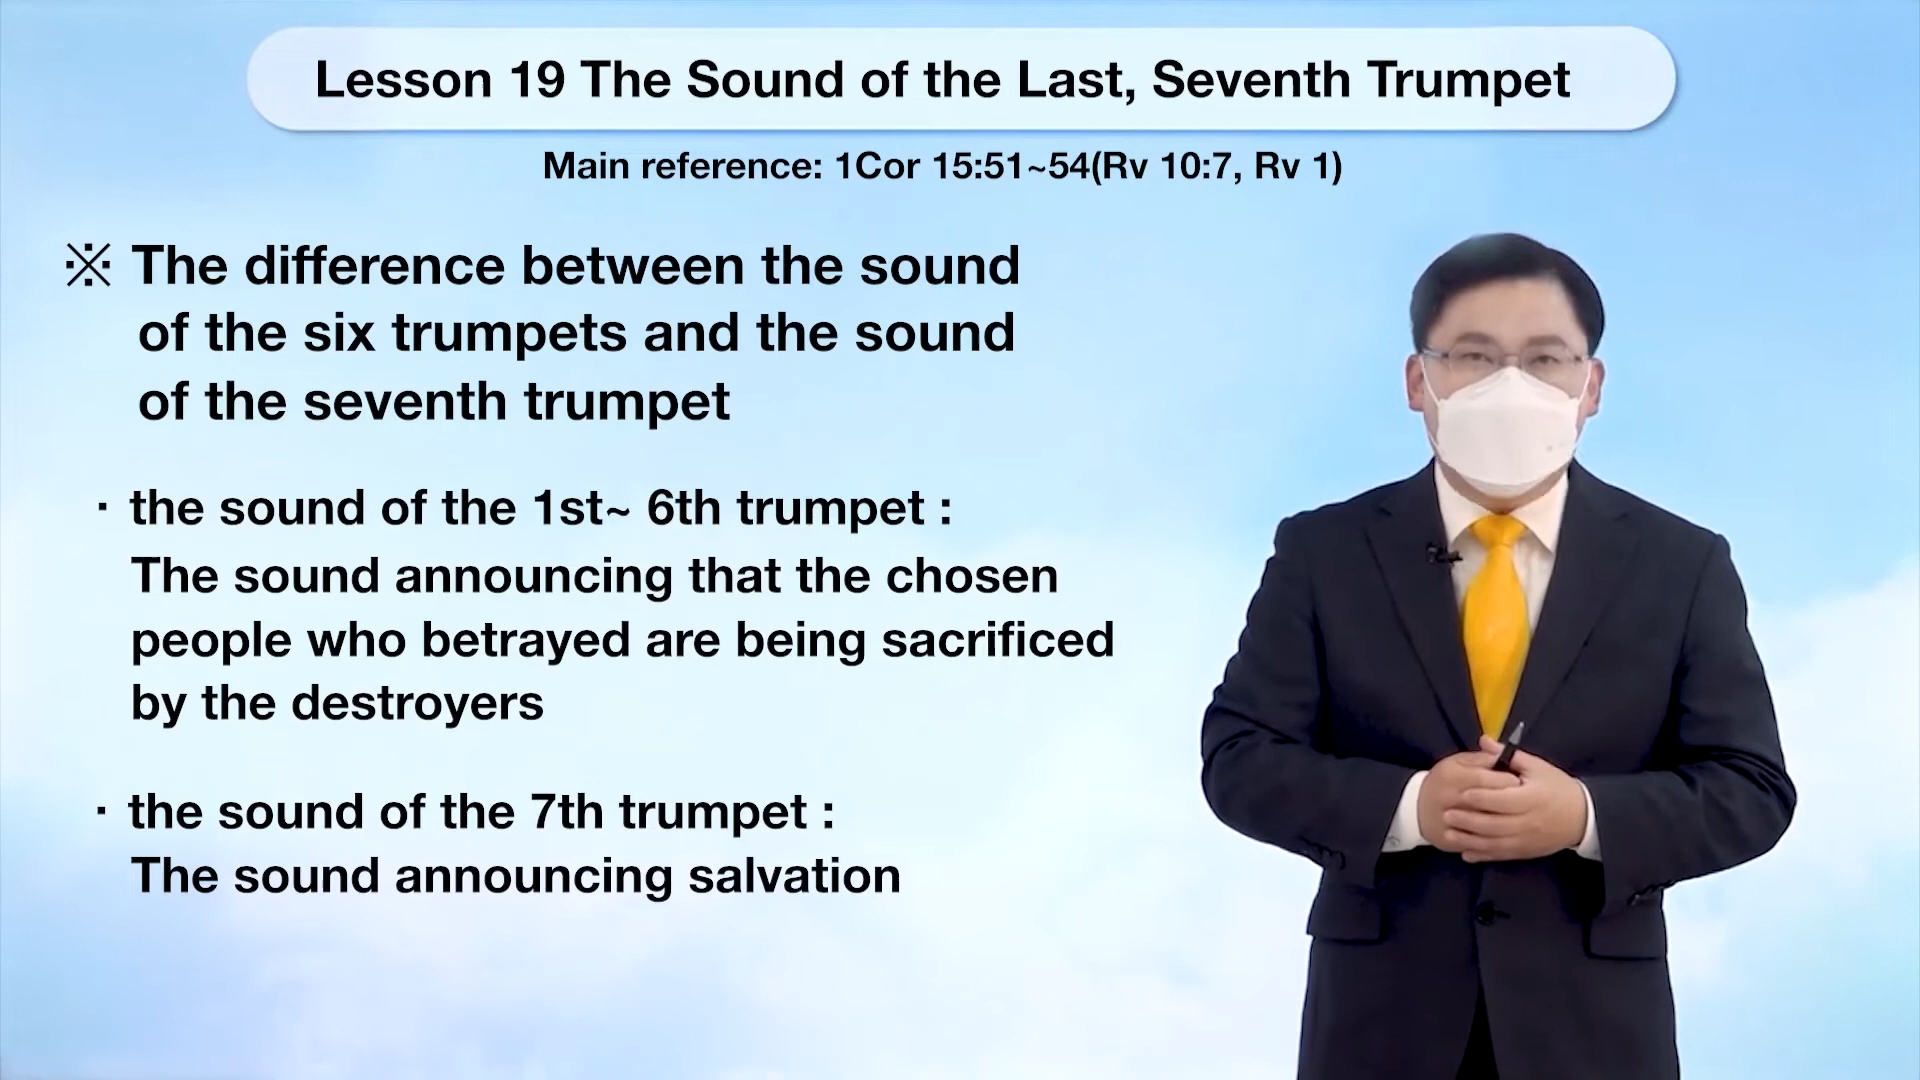 Lesson 19 The Sound of the Last, Seventh Trumpet
Main reference: 1Cor 15:51~54(Rv 10:7, Rv 1)
※ The difference between the sound
of the six trumpets and the sound
of the seventh trumpet
· the sound of the 1st~ 6th trumpet :
The sound announcing that the chosen
people who betrayed are being sacrificed
by the destroyers
· the sound of the 7th trumpet :
The sound announcing salvation